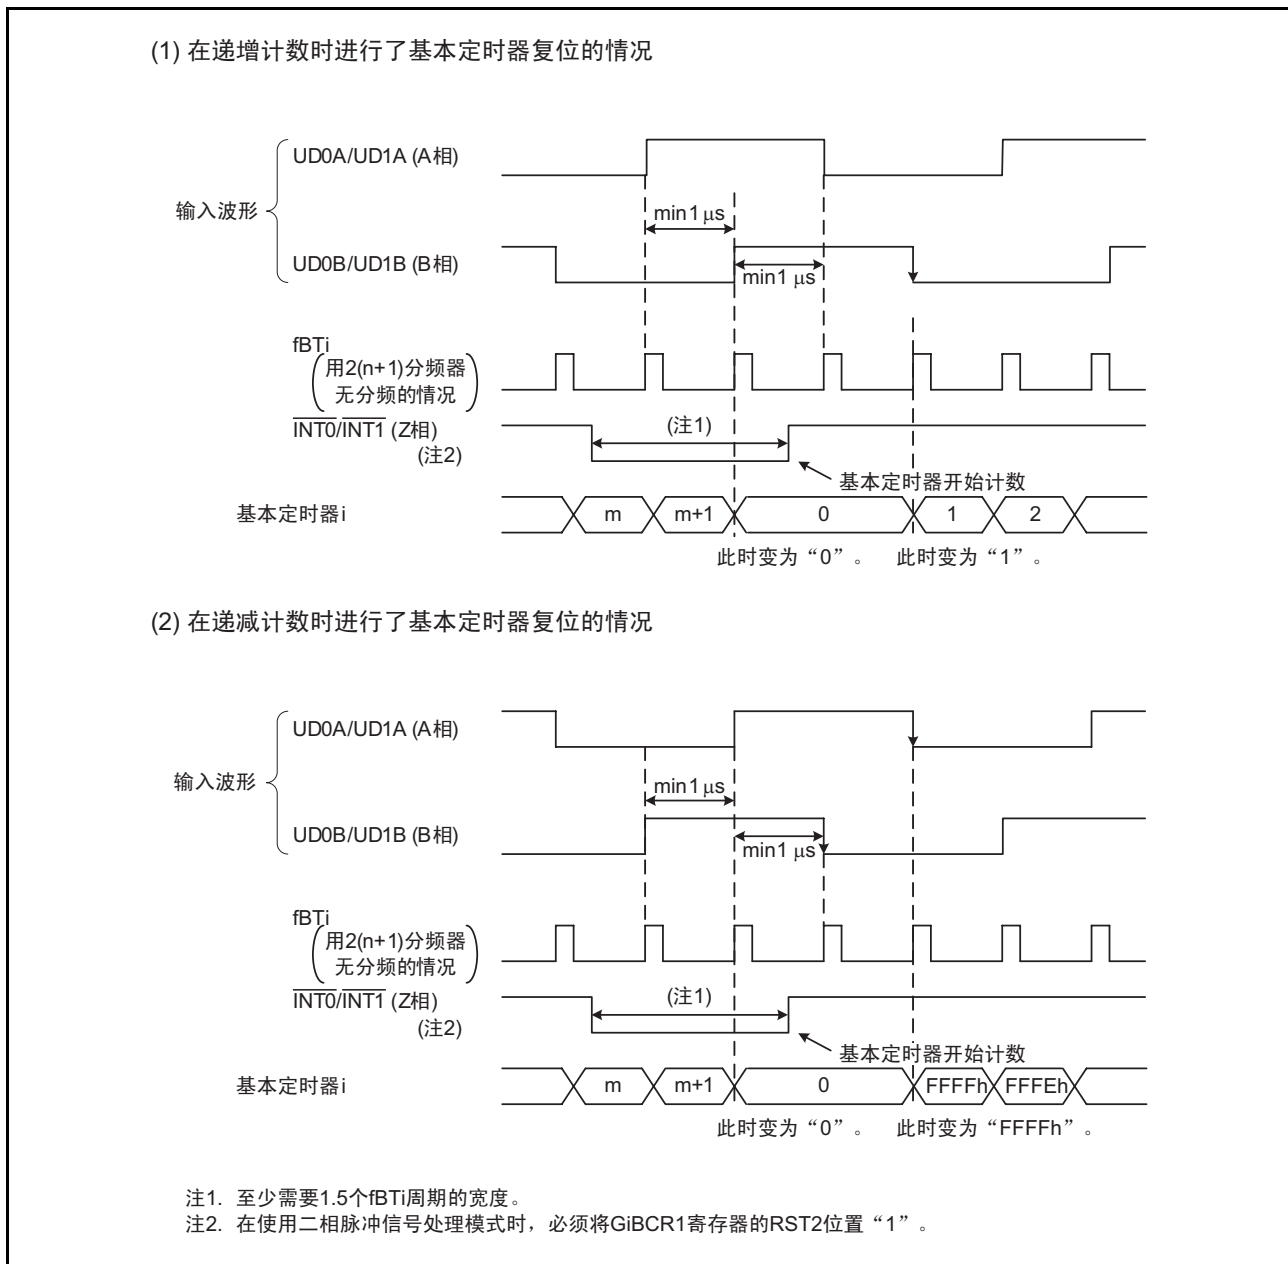 (1) 在递增计数时进行了基本定时器复位的情况
输入波形
UD0A/UD1A (A相)
min1 μs
UD0B/UD1B (B相)
min1 μs
fBTi
用2(n+1)分频器
无分频的情况
INT0/INT1 (Z相)
(注2)
(注1)
基本定时器开始计数
基本定时器i
m
m+1
0
1
2
此时变为“0”。
此时变为“1”。
(2) 在递减计数时进行了基本定时器复位的情况
输入波形
UD0A/UD1A (A相)
min1 μs
UD0B/UD1B (B相)
min1 μs
fBTi
用2(n+1)分频器
无分频的情况
INT0/INT1 (Z相)
(注2)
(注1)
基本定时器开始计数
基本定时器i
m
m+1
0
FFFFh
FFFEh
此时变为“0”。
此时变为“FFFFh”。
注1. 至少需要1.5个fBTi周期的宽度。
注2. 在使用二相脉冲信号处理模式时，必须将GiBCR1寄存器的RST2位置“1”。